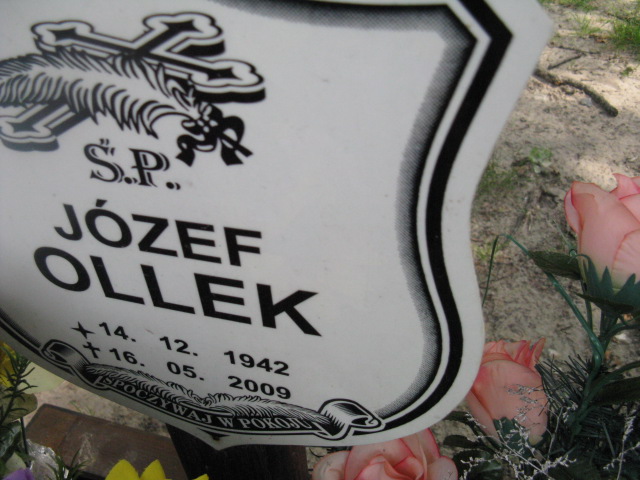 Ś.P.
JÓZEF
OLLEK
14. 12. 1942
16. 05. 2009
SPOCZYWAJ W POKOJU